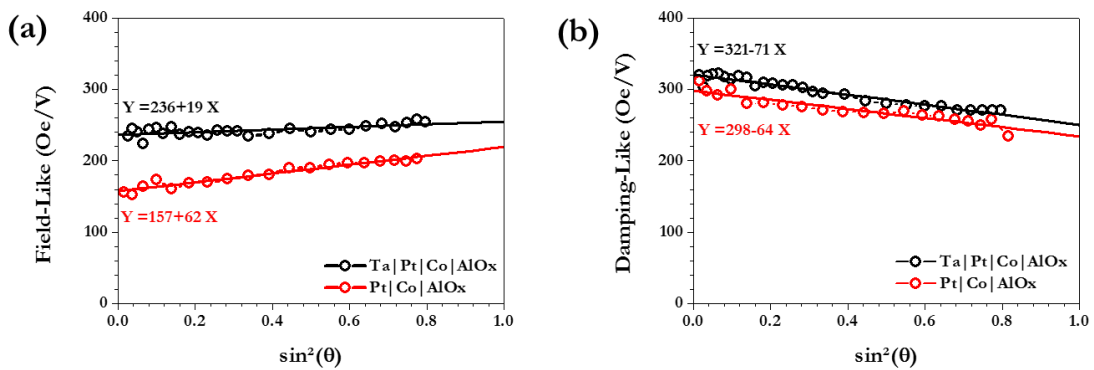 (a)
Field-Like (Oe/V)
400
300
200
100
0
Y =236+19 X
Y =157+62 X
Ta|Pt|Co|AlOx
Pt|Co|AlOx
0.0 0.2 0.4 0.6 0.8 1.0
sin²(θ)
(b)
Damping-Like (Oe/V)
400
300
200
100
0
Y =321-71 X
Y =298-64 X
Ta|Pt|Co|AlOx
Pt|Co|AlOx
0.0 0.2 0.4 0.6 0.8 1.0
sin²(θ)